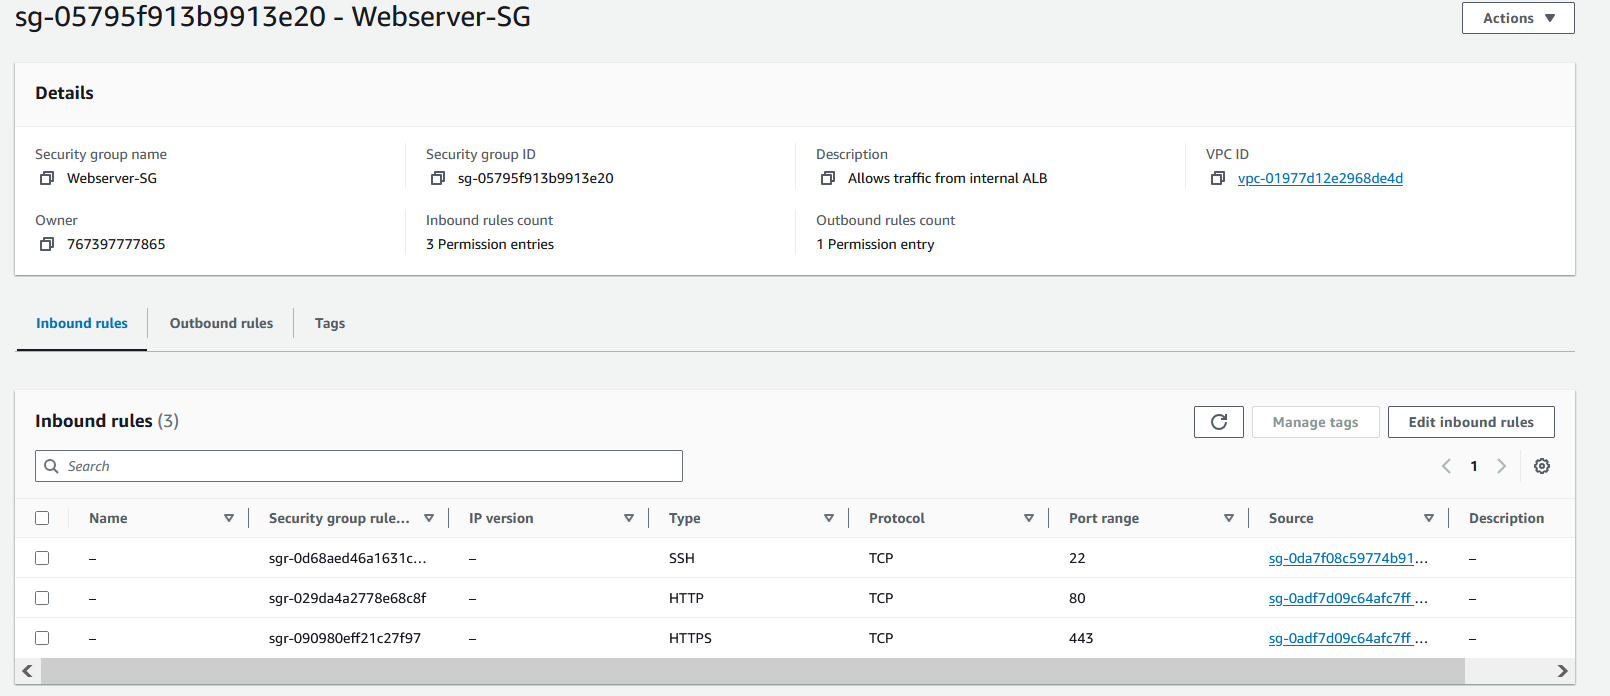 sg-05795f913b9913e20 - Webserver-SG
Actions
Details
Security group name
Webserver-SG
Security group ID
sg-05795f913b9913e20
Description
Allows traffic from internal ALB
VPC ID
vpc-01977d12e2968de4d
Owner
767397777865
Inbound rules count
3 Permission entries
Outbound rules count
1 Permission entry
Inbound rules
Outbound rules
Tags
Inbound rules (3)
Manage tags
Edit inbound rules
Search
1
Name Security group rule... IP version Type Protocol Port range Source Description
– sgr-0d68aed46a1631c... – SSH TCP 22 sg-0da7f08c59774b91... –
– sgr-029da4a2778e68c8f – HTTP TCP 80 sg-0adf7d09c64afc7ff ... –
– sgr-090980eff21c27f97 – HTTPS TCP 443 sg-0adf7d09c64afc7ff ... –